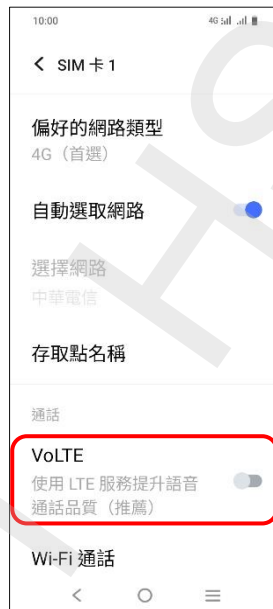 10:00 4G
SIM 卡 1
偏好的網路類型
4G（首選）
自動選取網路
選擇網路
中華電信
存取點名稱
通話
VoLTE
使用 LTE 服務提升語音
通話品質（推薦）
Wi-Fi 通話